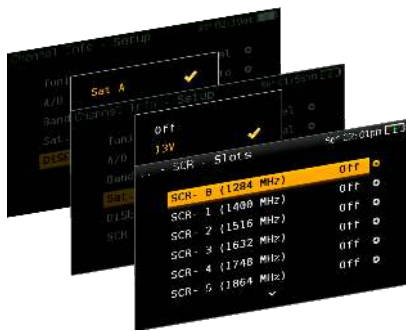 Channel Info - Setup
Sat A
A/D
Band
Sat.
DISE
Channel Info - Setup
Off
13V
A/D
Band
Sat.
DISE
SCR
SCR - Slots
SCR- 0 (1284 MHz) Off
SCR- 1 (1400 MHz) Off
SCR- 2 (1516 MHz) Off
SCR- 3 (1632 MHz) Off
SCR- 4 (1748 MHz) Off
SCR- 5 (1864 MHz) Off